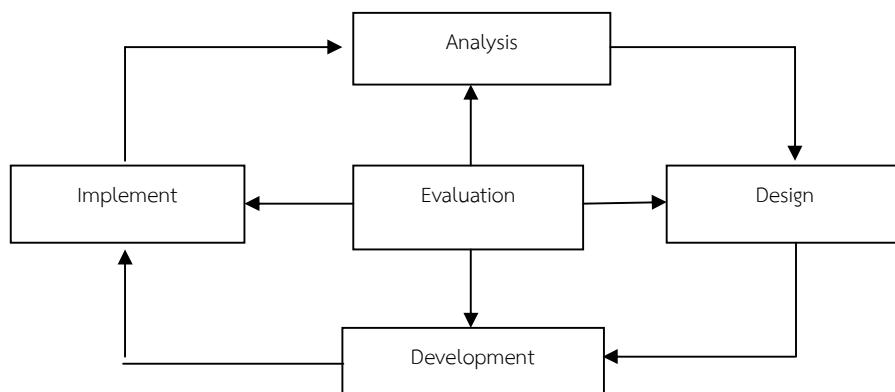 Analysis
Implement
Evaluation
Design
Development